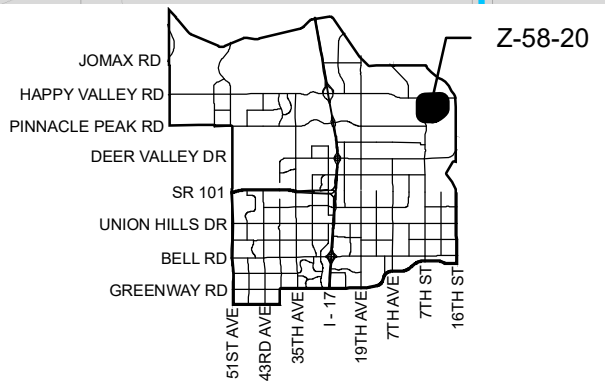 Z-58-20
JOMAX RD
HAPPY VALLEY RD
PINNACLE PEAK RD
DEER VALLEY DR
SR 101
UNION HILLS DR
BELL RD
GREENWAY RD
51ST AVE
43RD AVE
35TH AVE
I - 17
19TH AVE
7TH AVE
7TH ST
16TH ST